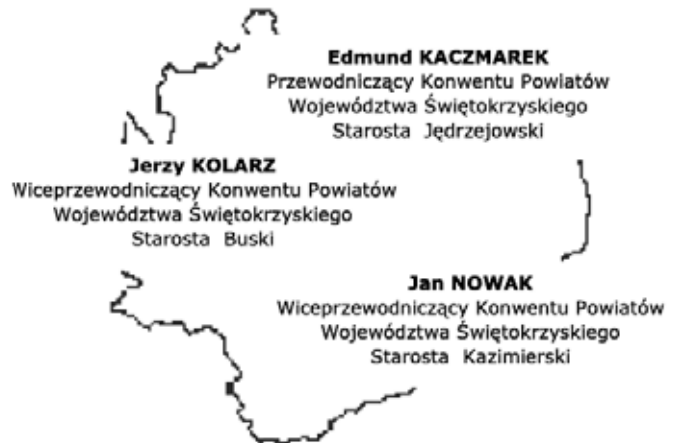 Edmund KACZMAREK
Przewodniczący Konwentu Powiatów
Województwa Świętokrzyskiego
Starosta Jędrzejowski
Jerzy KOLARZ
Wiceprzewodniczący Konwentu Powiatów
Województwa Świętokrzyskiego
Starosta Buski
Jan NOWAK
Wiceprzewodniczący Konwentu Powiatów
Województwa Świętokrzyskiego
Starosta Kazimierski